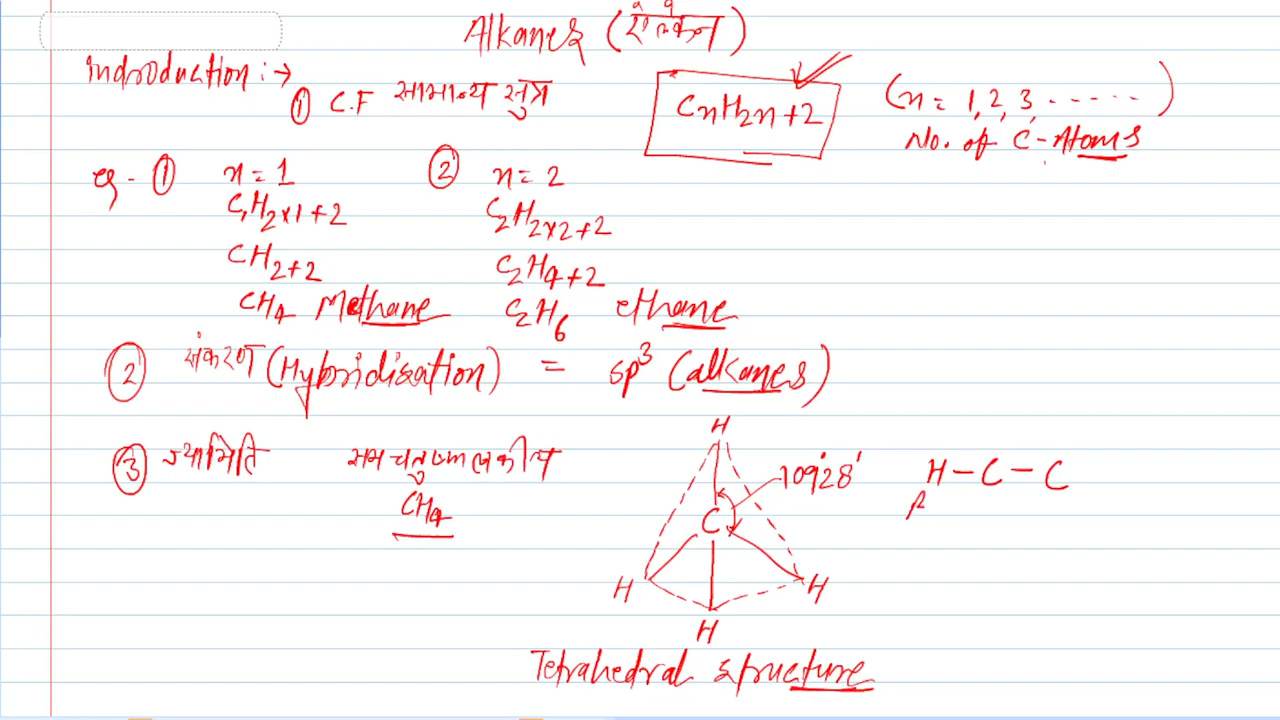 Alkanes (एल्केन)
Indroduction :→
① C.F सामान्य सुत्र CnH2n+2 (n = 1, 2, 3, ------)
No. of C-Atoms
eg - ① n = 1 ② n = 2
C1H2×1+2 C2H2×2+2
CH2+2 C2H4+2
CH4 Methane C2H6 ethane
② संकरण (Hybridisation) = sp³ (alkanes)
③ ज्यामिति समचतुष्फलकीय
CH4
H
109°28'
H – C – C
C
H H
H
Tetrahedral structure